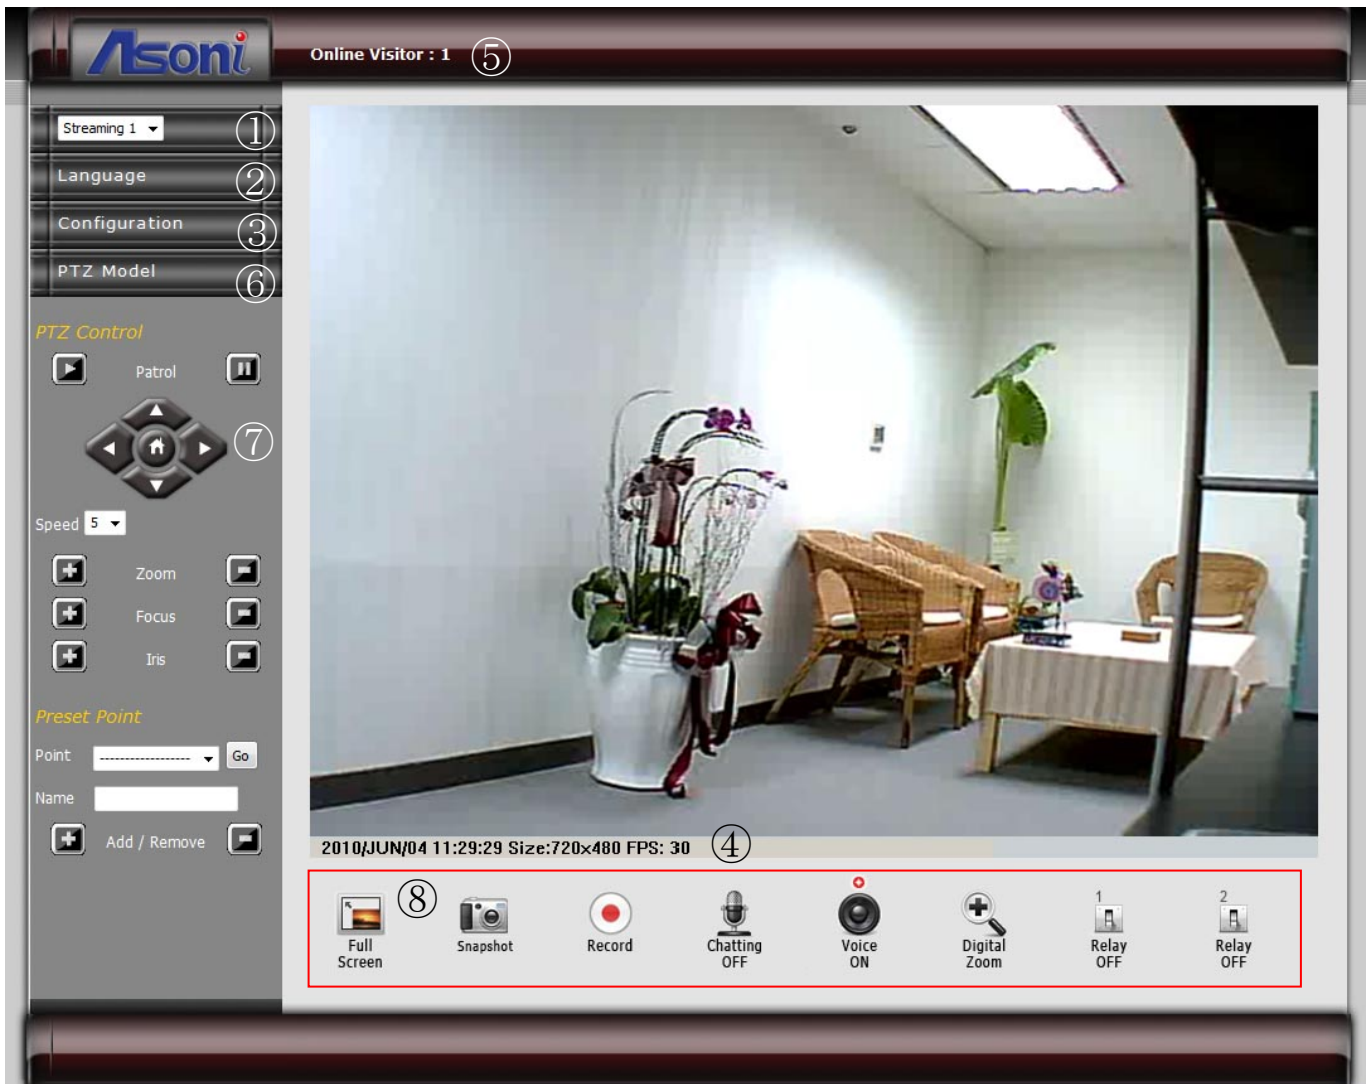 Asoni
Online Visitor : 1 ⑤
Streaming 1 ①
Language ②
Configuration ③
PTZ Model ⑥
PTZ Control
Patrol
⑦
Speed 5
Zoom
Focus
Iris
Preset Point
Point ------------------ Go
Name
Add / Remove
2010/JUN/04 11:29:29 Size:720x480 FPS: 30 ④
⑧
Full
Screen
Snapshot
Record
Chatting
OFF
Voice
ON
Digital
Zoom
1
Relay
OFF
2
Relay
OFF